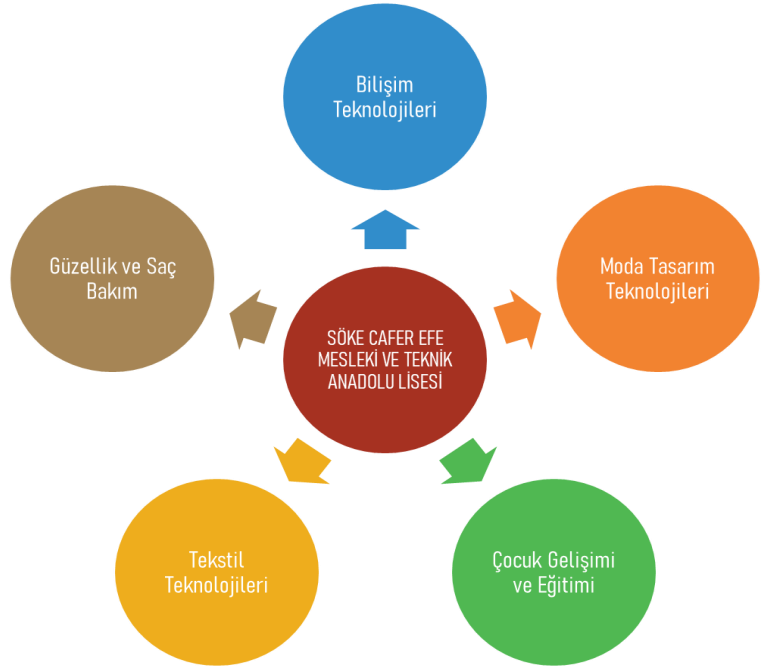 Bilişim
Teknolojileri
Güzellik ve Saç
Bakım
Moda Tasarım
Teknolojileri
SÖKE CAFER EFE
MESLEKİ VE TEKNİK
ANADOLU LİSESİ
Tekstil
Teknolojileri
Çocuk Gelişimi
ve Eğitimi